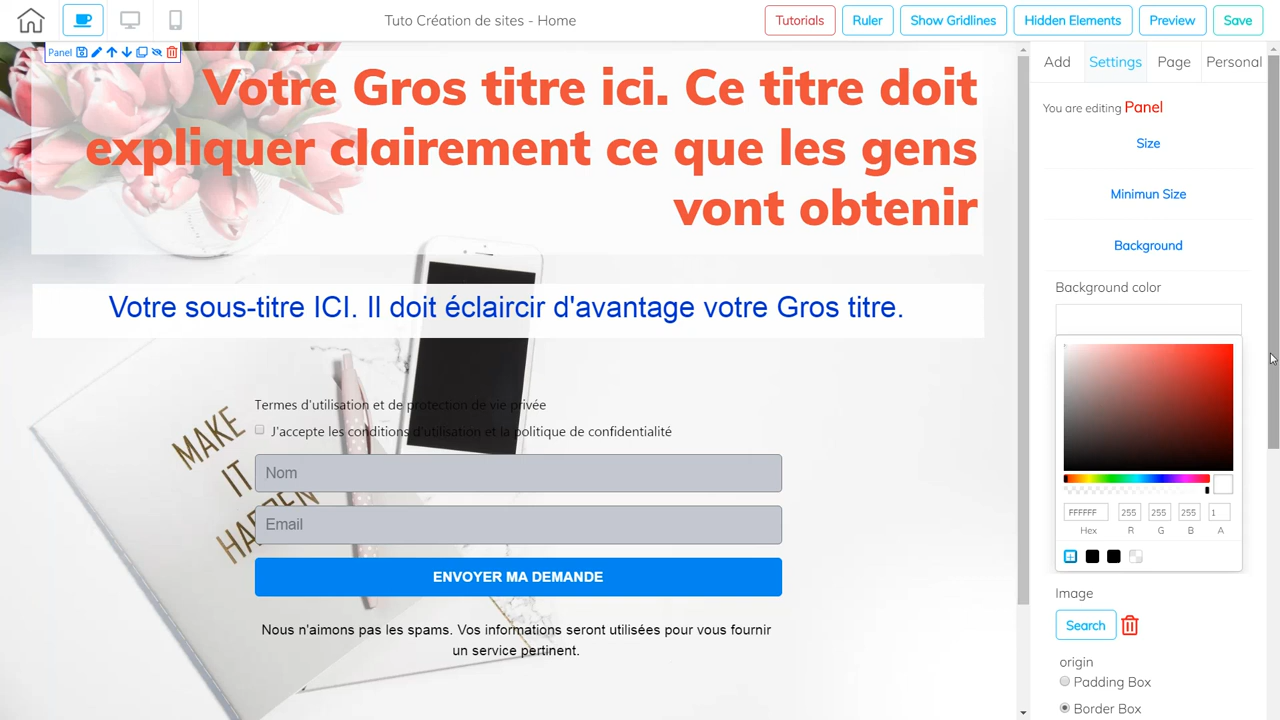 Tuto Création de sites - Home
Tutorials
Ruler
Show Gridlines
Hidden Elements
Preview
Save
Panel
Votre Gros titre ici. Ce titre doit
expliquer clairement ce que les gens
vont obtenir
Votre sous-titre ICI. Il doit éclaircir d'avantage votre Gros titre.
MAKE
IT
HAPPEN
Termes d'utilisation et de protection de vie privée
J'accepte les conditions d'utilisation et la politique de confidentialité
Nom
Email
ENVOYER MA DEMANDE
Nous n'aimons pas les spams. Vos informations seront utilisées pour vous fournir
un service pertinent.
Add
Settings
Page
Personal
You are editing Panel
Size
Minimun Size
Background
Background color
FFFFFF
255
255
255
1
Hex
R
G
B
A
Image
Search
origin
Padding Box
Border Box